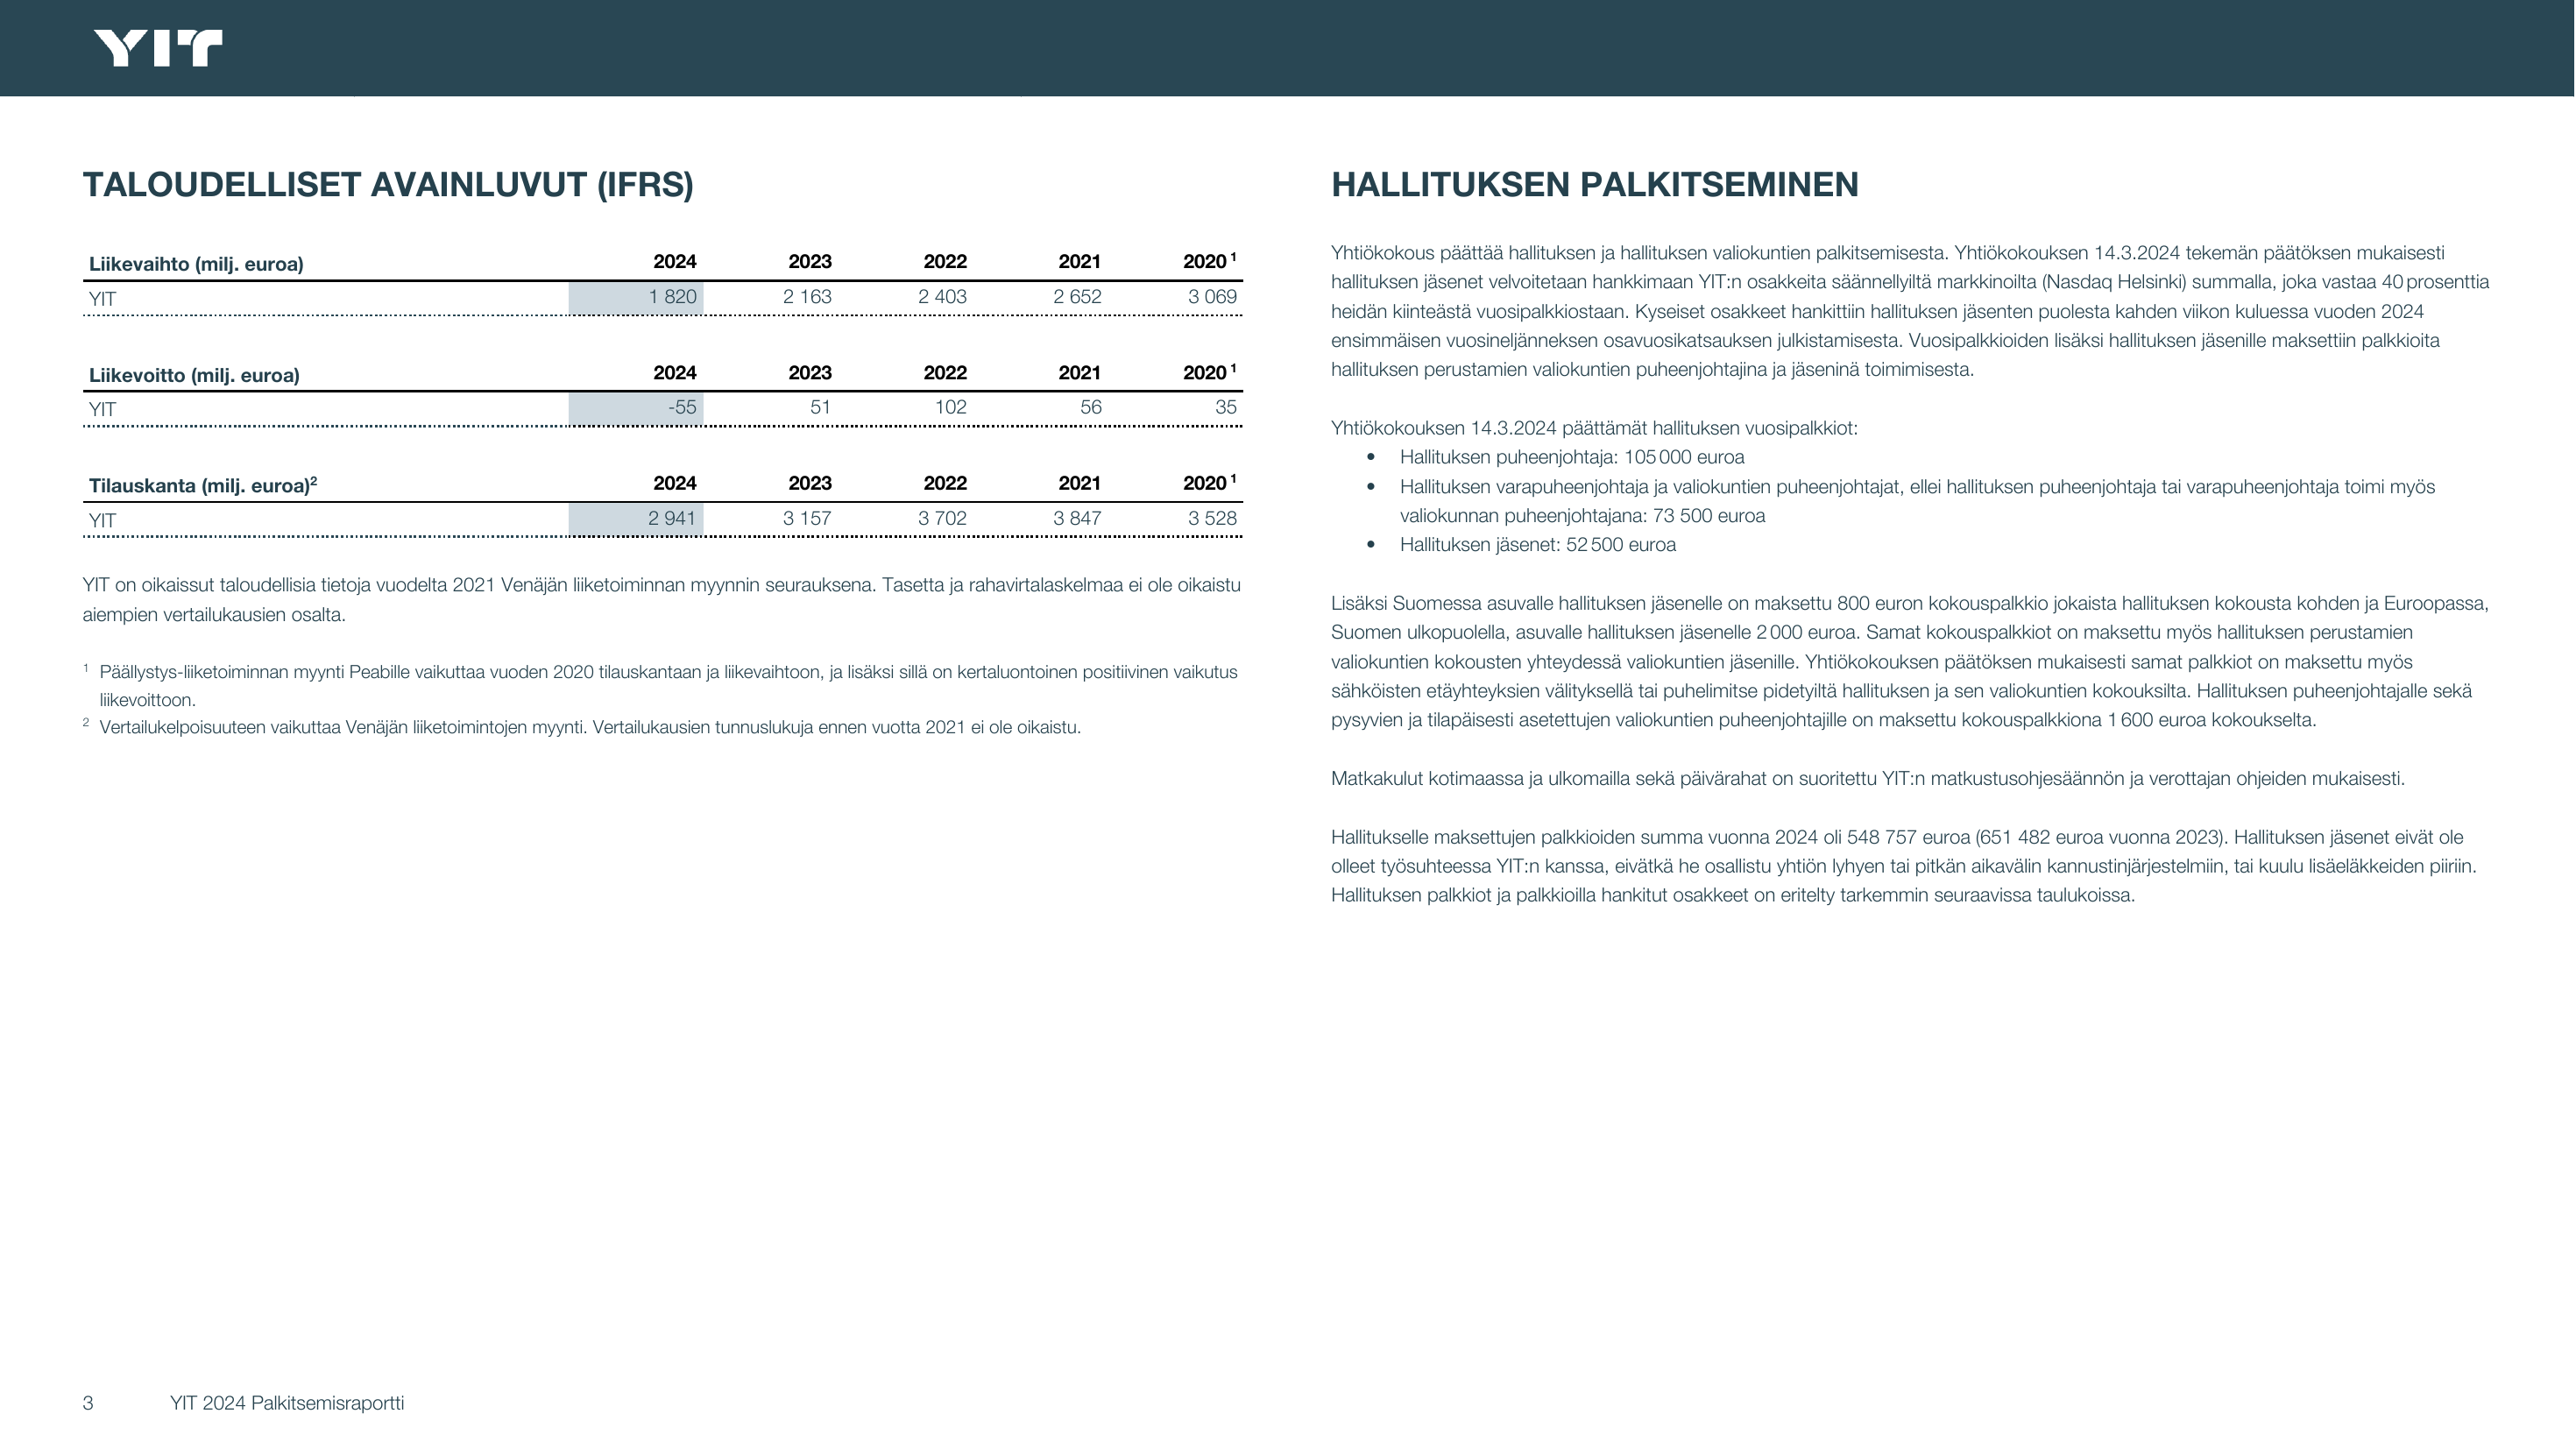 YIT
TALOUDELLISET AVAINLUVUT (IFRS)
Liikevaihto (milj. euroa) 2024 2023 2022 2021 2020 ¹
YIT 1 820 2 163 2 403 2 652 3 069
Liikevoitto (milj. euroa) 2024 2023 2022 2021 2020 ¹
YIT -55 51 102 56 35
Tilauskanta (milj. euroa)² 2024 2023 2022 2021 2020 ¹
YIT 2 941 3 157 3 702 3 847 3 528
YIT on oikaissut taloudellisia tietoja vuodelta 2021 Venäjän liiketoiminnan myynnin seurauksena. Tasetta ja rahavirtalaskelmaa ei ole oikaistu
aiempien vertailukausien osalta.
¹ Päällystys-liiketoiminnan myynti Peabille vaikuttaa vuoden 2020 tilauskantaan ja liikevaihtoon, ja lisäksi sillä on kertaluontoinen positiivinen vaikutus
liikevoittoon.
² Vertailukelpoisuuteen vaikuttaa Venäjän liiketoimintojen myynti. Vertailukausien tunnuslukuja ennen vuotta 2021 ei ole oikaistu.
HALLITUKSEN PALKITSEMINEN
Yhtiökokous päättää hallituksen ja hallituksen valiokuntien palkitsemisesta. Yhtiökokouksen 14.3.2024 tekemän päätöksen mukaisesti
hallituksen jäsenet velvoitetaan hankkimaan YIT:n osakkeita säännellyiltä markkinoilta (Nasdaq Helsinki) summalla, joka vastaa 40 prosenttia
heidän kiinteästä vuosipalkkiostaan. Kyseiset osakkeet hankittiin hallituksen jäsenten puolesta kahden viikon kuluessa vuoden 2024
ensimmäisen vuosineljänneksen osavuosikatsauksen julkistamisesta. Vuosipalkkioiden lisäksi hallituksen jäsenille maksettiin palkkioita
hallituksen perustamien valiokuntien puheenjohtajina ja jäseninä toimimisesta.
Yhtiökokouksen 14.3.2024 päättämät hallituksen vuosipalkkiot:
• Hallituksen puheenjohtaja: 105 000 euroa
• Hallituksen varapuheenjohtaja ja valiokuntien puheenjohtajat, ellei hallituksen puheenjohtaja tai varapuheenjohtaja toimi myös
valiokunnan puheenjohtajana: 73 500 euroa
• Hallituksen jäsenet: 52 500 euroa
Lisäksi Suomessa asuvalle hallituksen jäsenelle on maksettu 800 euron kokouspalkkio jokaista hallituksen kokousta kohden ja Euroopassa,
Suomen ulkopuolella, asuvalle hallituksen jäsenelle 2 000 euroa. Samat kokouspalkkiot on maksettu myös hallituksen perustamien
valiokuntien kokousten yhteydessä valiokuntien jäsenille. Yhtiökokouksen päätöksen mukaisesti samat palkkiot on maksettu myös
sähköisten etäyhteyksien välityksellä tai puhelimitse pidetyiltä hallituksen ja sen valiokuntien kokouksilta. Hallituksen puheenjohtajalle sekä
pysyvien ja tilapäisesti asetettujen valiokuntien puheenjohtajille on maksettu kokouspalkkiona 1 600 euroa kokoukselta.
Matkakulut kotimaassa ja ulkomailla sekä päivärahat on suoritettu YIT:n matkustusohjesäännön ja verottajan ohjeiden mukaisesti.
Hallitukselle maksettujen palkkioiden summa vuonna 2024 oli 548 757 euroa (651 482 euroa vuonna 2023). Hallituksen jäsenet eivät ole
olleet työsuhteessa YIT:n kanssa, eivätkä he osallistu yhtiön lyhyen tai pitkän aikavälin kannustinjärjestelmiin, tai kuulu lisäeläkkeiden piiriin.
Hallituksen palkkiot ja palkkioilla hankitut osakkeet on eritelty tarkemmin seuraavissa taulukoissa.
3 YIT 2024 Palkitsemisraportti